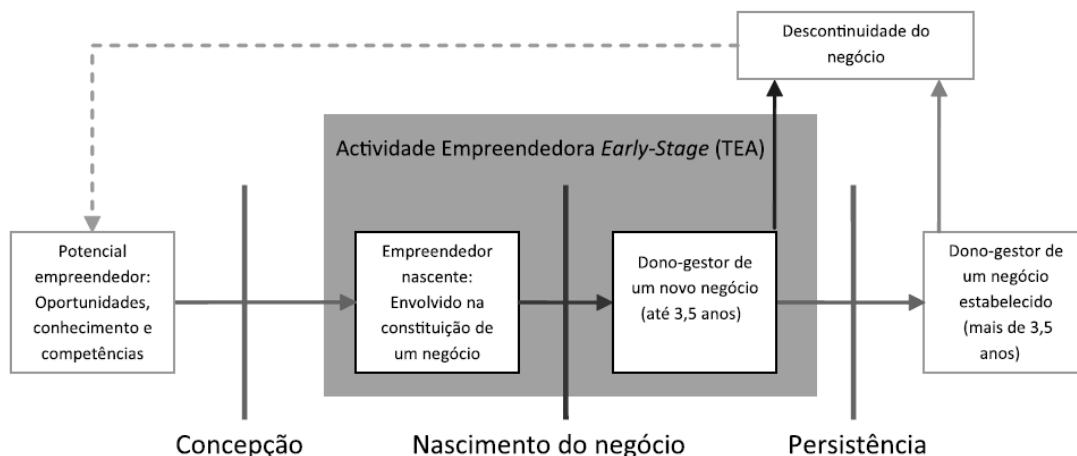 Descontinuidade do
negócio
Actividade Empreendedora Early-Stage (TEA)
Potencial
empreendedor:
Oportunidades,
conhecimento e
competências
Empreendedor
nascente:
Envolvido na
constituição de
um negócio
Dono-gestor de
um novo negócio
(até 3,5 anos)
Dono-gestor de
um negócio
estabelecido
(mais de 3,5
anos)
Concepção
Nascimento do negócio
Persistência